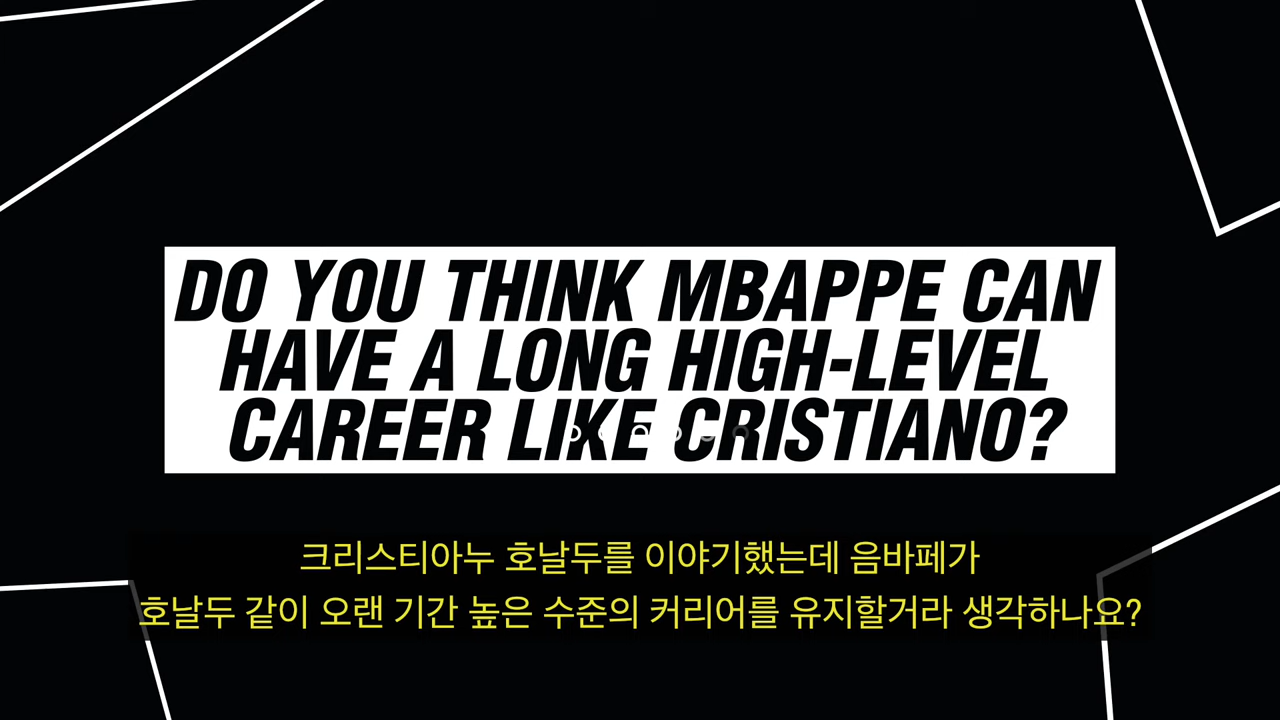 DO YOU THINK MBAPPE CAN
HAVE A LONG HIGH-LEVEL
CAREER LIKE CRISTIANO?
크리스티아누 호날두를 이야기했는데 음바페가
호날두 같이 오랜 기간 높은 수준의 커리어를 유지할거라 생각하나요?